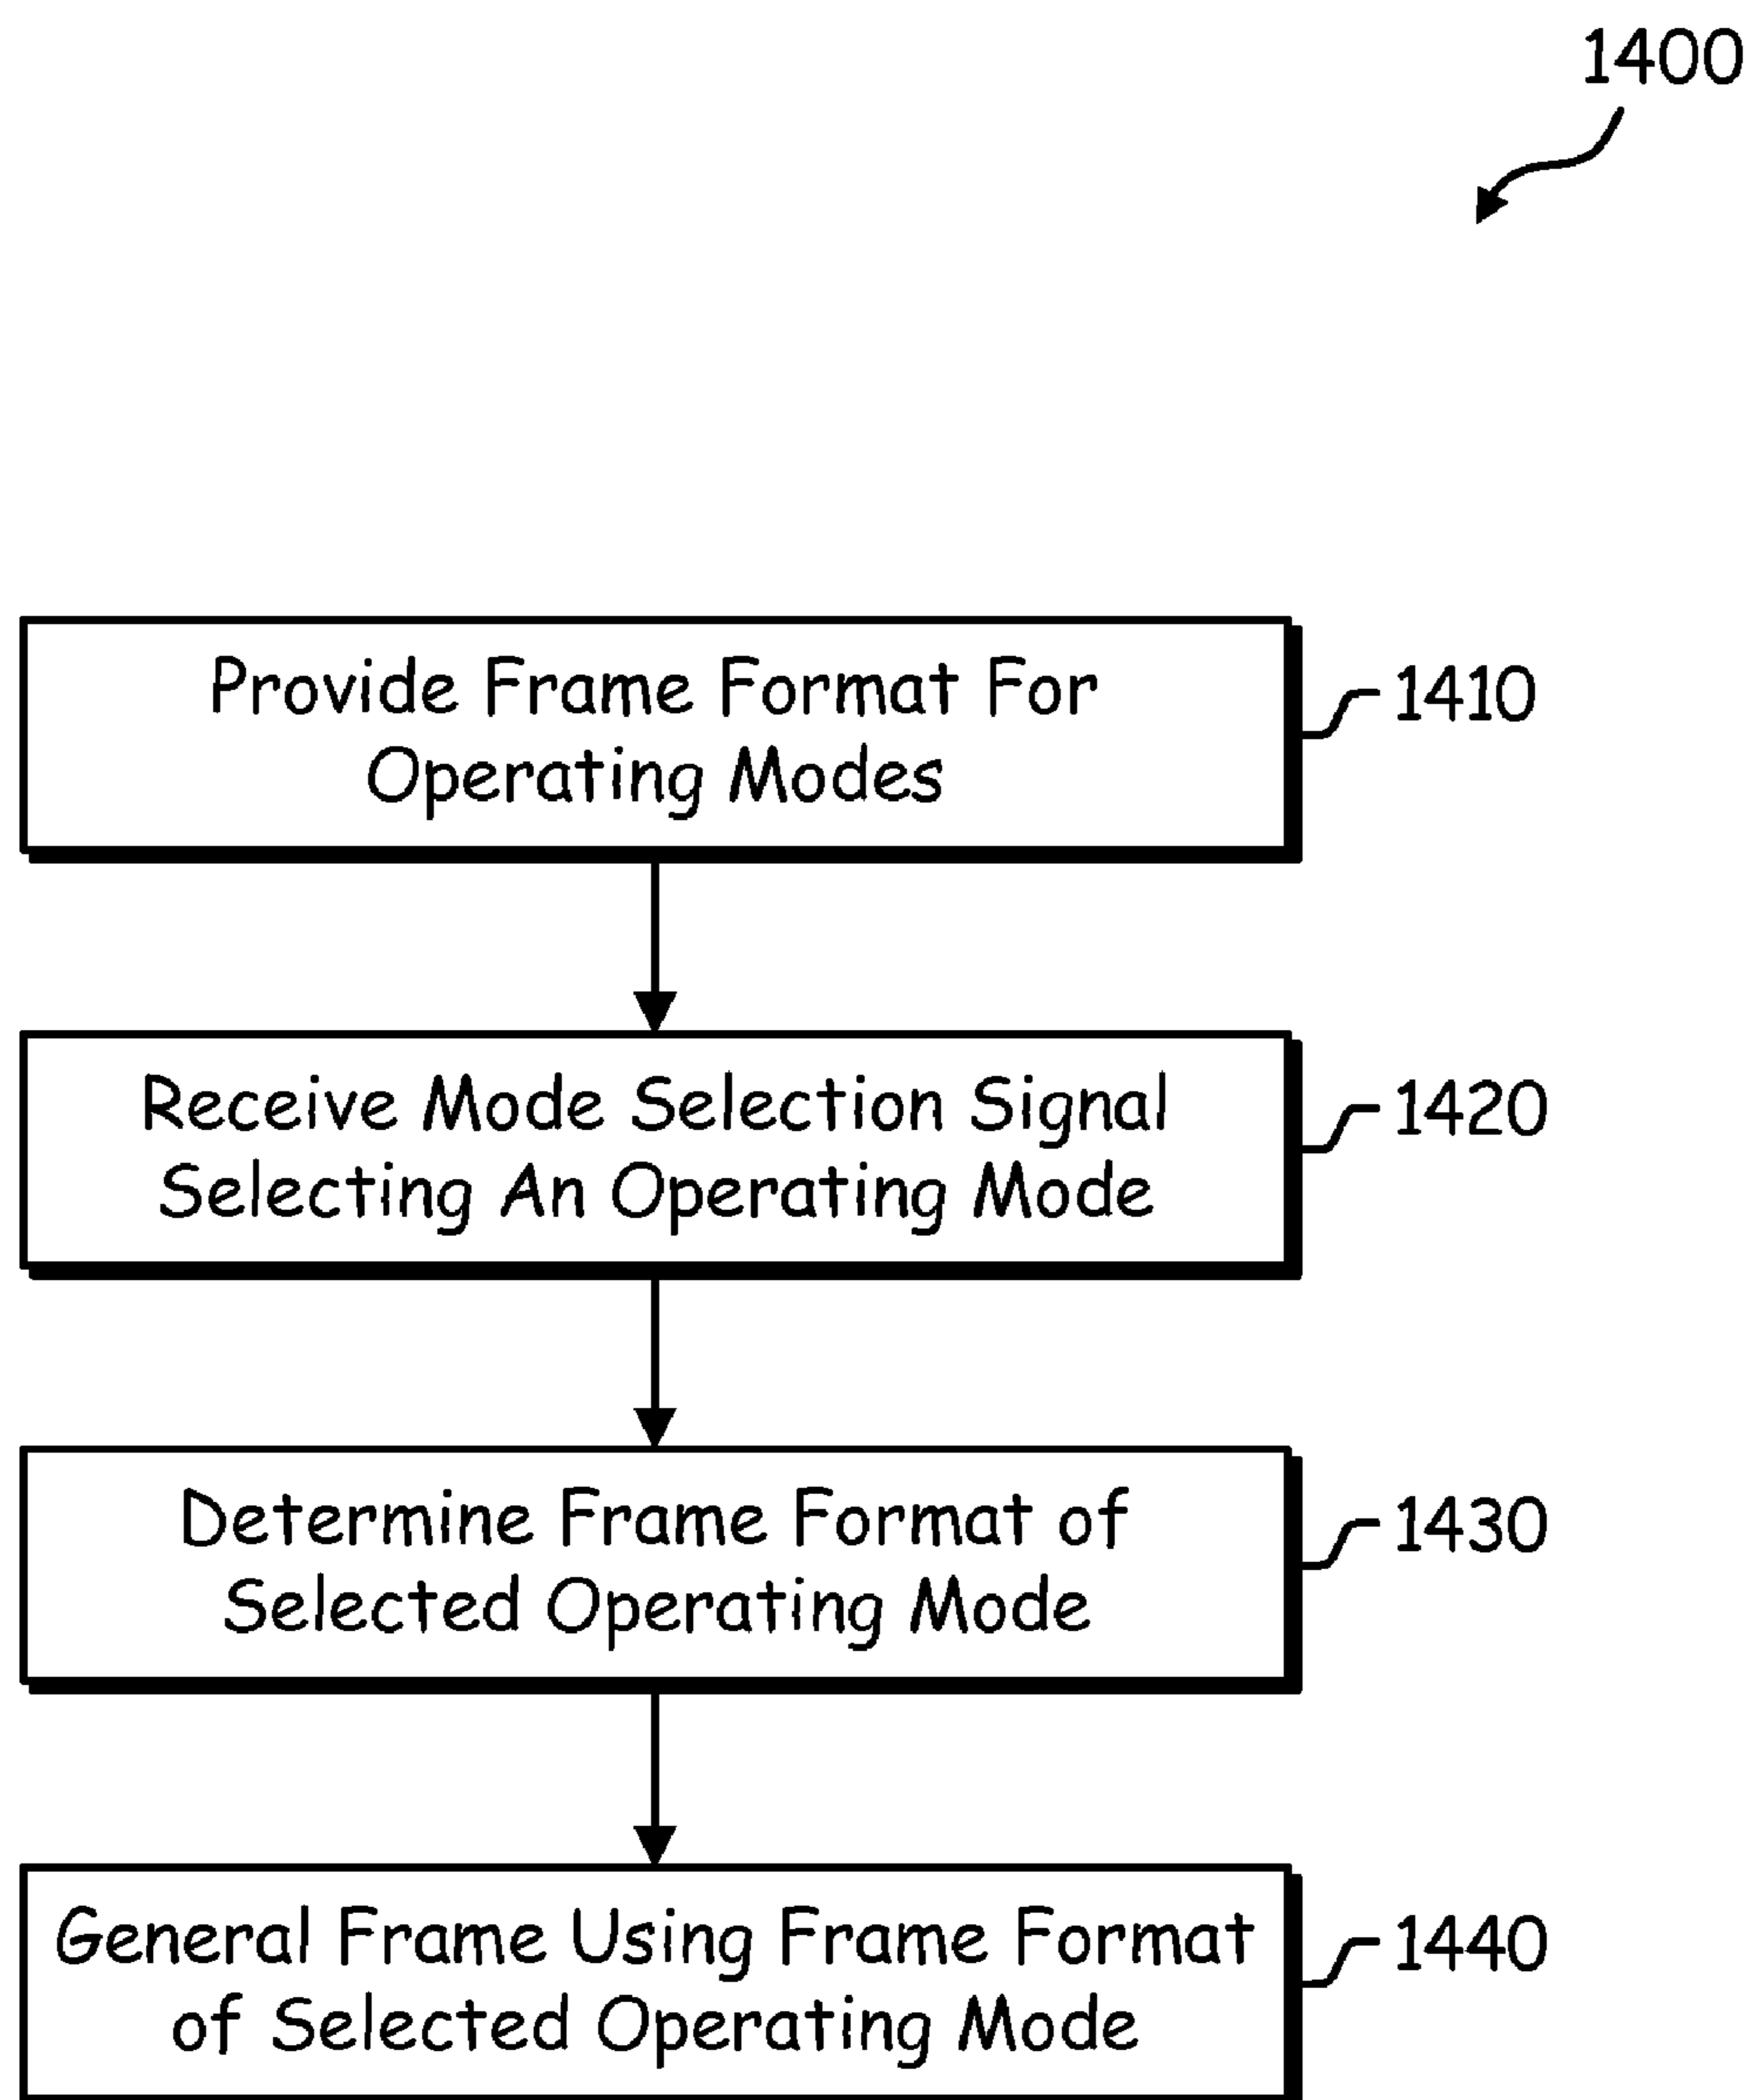 1400
Provide Frame Format For
Operating Modes
1410
Receive Mode Selection Signal
Selecting An Operating Mode
1420
Determine Frame Format of
Selected Operating Mode
1430
General Frame Using Frame Format
of Selected Operating Mode
1440